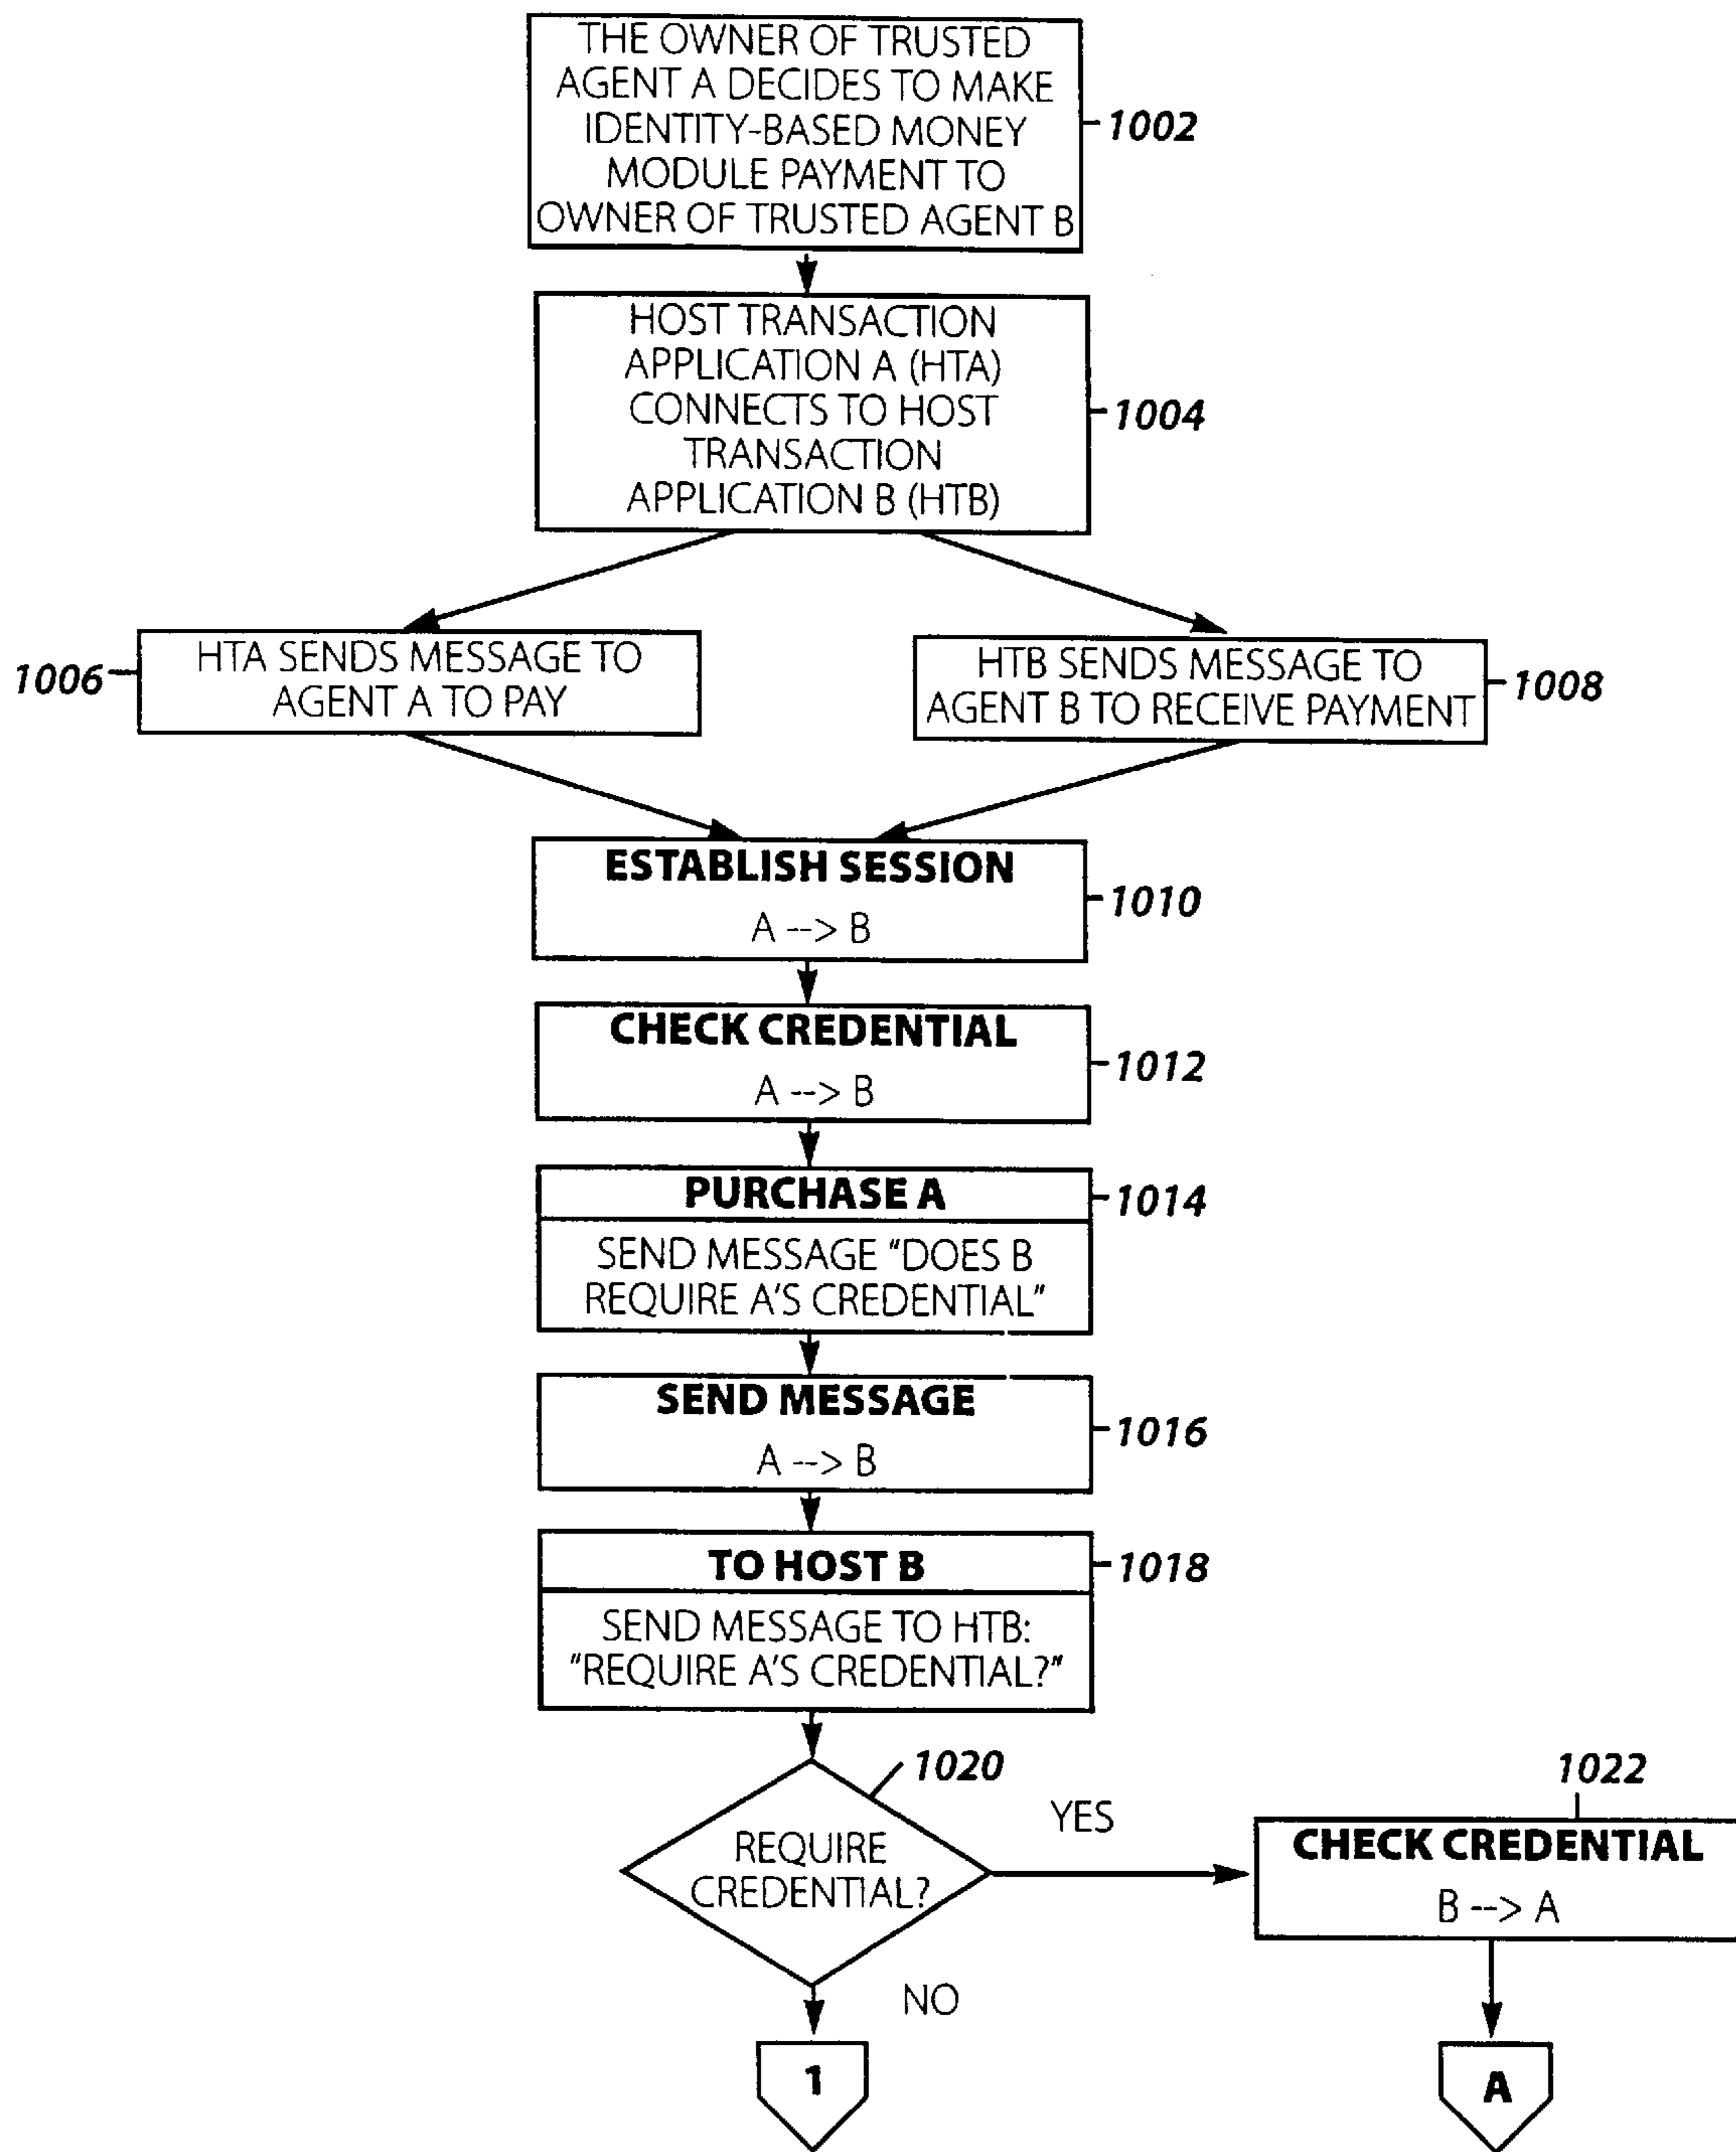 THE OWNER OF TRUSTED
AGENT A DECIDES TO MAKE
IDENTITY-BASED MONEY
MODULE PAYMENT TO
OWNER OF TRUSTED AGENT B
1002
HOST TRANSACTION
APPLICATION A (HTA)
CONNECTS TO HOST
TRANSACTION
APPLICATION B (HTB)
1004
1006
HTA SENDS MESSAGE TO
AGENT A TO PAY
HTB SENDS MESSAGE TO
AGENT B TO RECEIVE PAYMENT
1008
ESTABLISH SESSION
A --> B
1010
CHECK CREDENTIAL
A --> B
1012
PURCHASE A
1014
SEND MESSAGE "DOES B
REQUIRE A'S CREDENTIAL"
SEND MESSAGE
A --> B
1016
TO HOST B
1018
SEND MESSAGE TO HTB:
"REQUIRE A'S CREDENTIAL?"
1020
REQUIRE
CREDENTIAL?
YES
1022
CHECK CREDENTIAL
B --> A
NO
1
A